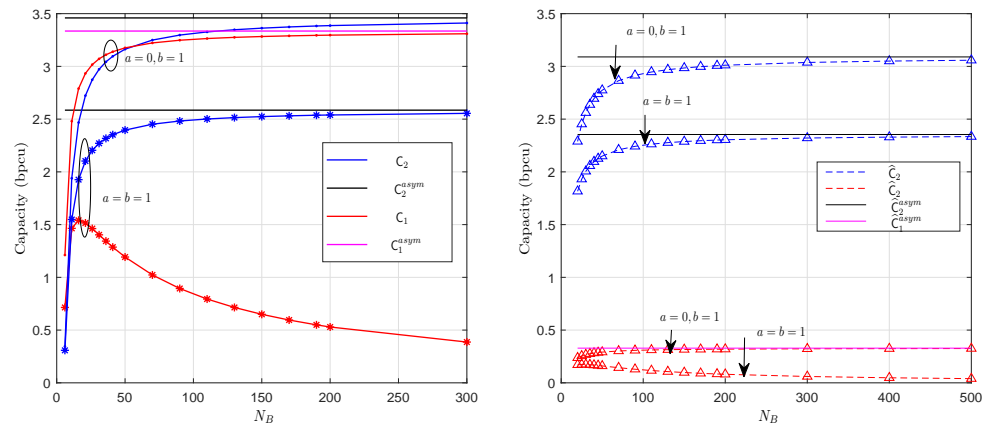 3.5
3
2.5
2
1.5
1
0.5
0
0
50
100
150
200
250
300
Capacity (bpcu)
N_B
a = 0, b = 1
a = b = 1
C_2
C_2^{asym}
C_1
C_1^{asym}
3.5
3
2.5
2
1.5
1
0.5
0
0
100
200
300
400
500
Capacity (bpcu)
N_B
a = 0, b = 1
a = b = 1
Ĉ_2
Ĉ_2
Ĉ_2^{asym}
Ĉ_1^{asym}
a = 0, b = 1
a = b = 1